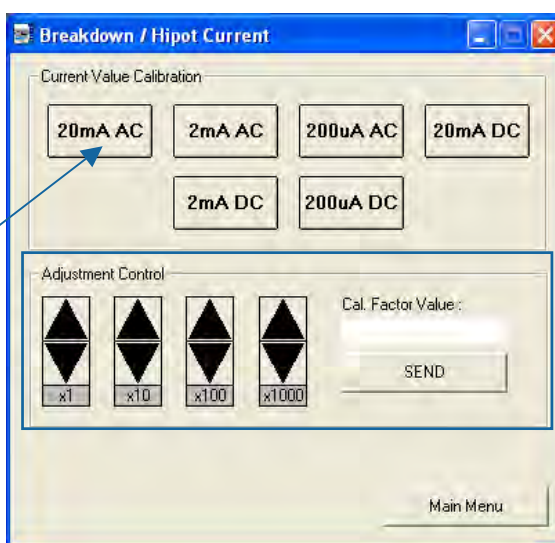 Breakdown / Hipot Current
Current Value Calibration
20mA AC 2mA AC 200uA AC 20mA DC
2mA DC 200uA DC
Adjustment Control
Cal. Factor Value :
SEND
x1 x10 x100 x1000
Main Menu